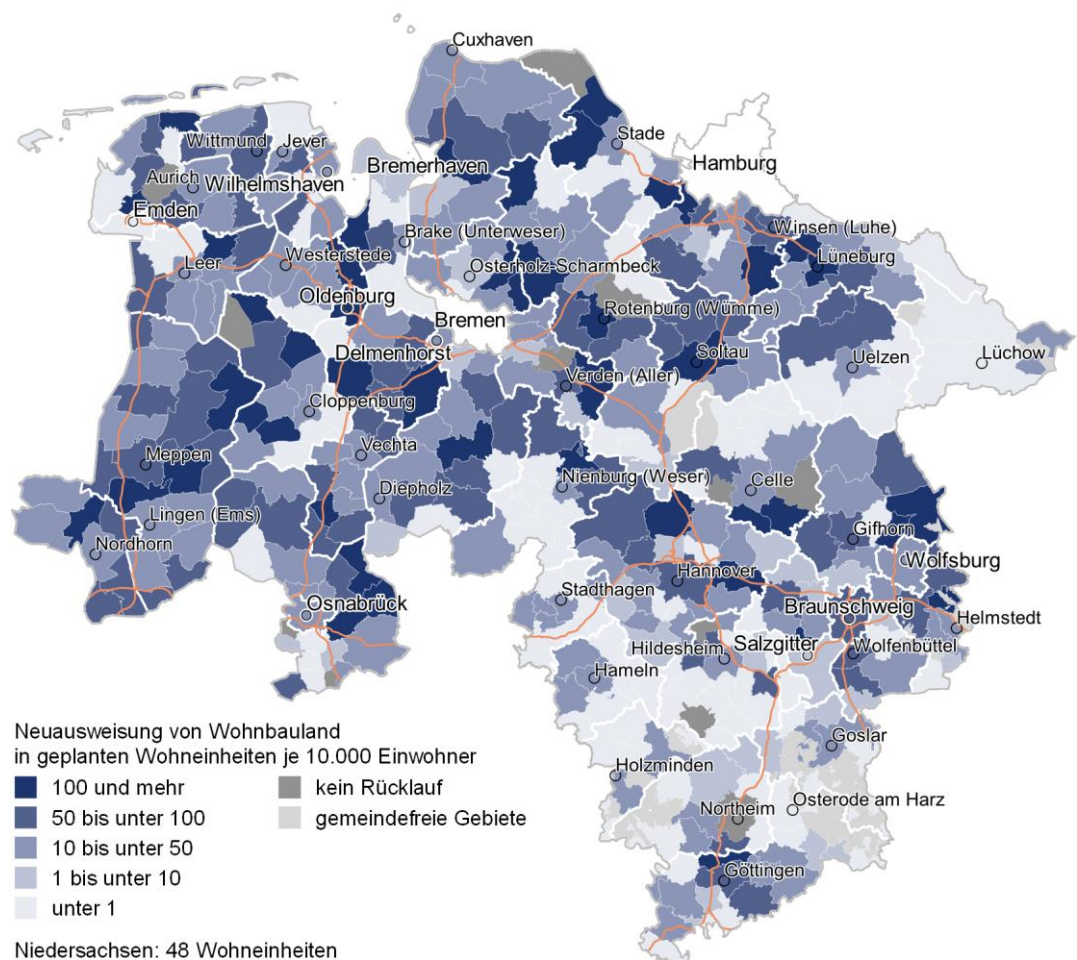 Cuxhaven
Stade
Hamburg
Wittmund
Jever
Bremerhaven
Aurich
Wilhelmshaven
Emden
Brake (Unterweser)
Winsen (Luhe)
Leer
Westerstede
Osterholz-Scharmbeck
Lüneburg
Oldenburg
Rotenburg (Wümme)
Bremen
Delmenhorst
Soltau
Uelzen
Lüchow
Verden (Aller)
Cloppenburg
Vechta
Meppen
Nienburg (Weser)
Celle
Diepholz
Lingen (Ems)
Gifhorn
Nordhorn
Wolfsburg
Hannover
Stadthagen
Osnabrück
Braunschweig
Helmstedt
Hildesheim
Salzgitter
Wolfenbüttel
Hameln
Goslar
Holzminden
Northeim
Osterode am Harz
Göttingen
Neuausweisung von Wohnbauland
in geplanten Wohneinheiten je 10.000 Einwohner
100 und mehr
kein Rücklauf
50 bis unter 100
gemeindefreie Gebiete
10 bis unter 50
1 bis unter 10
unter 1
Niedersachsen: 48 Wohneinheiten